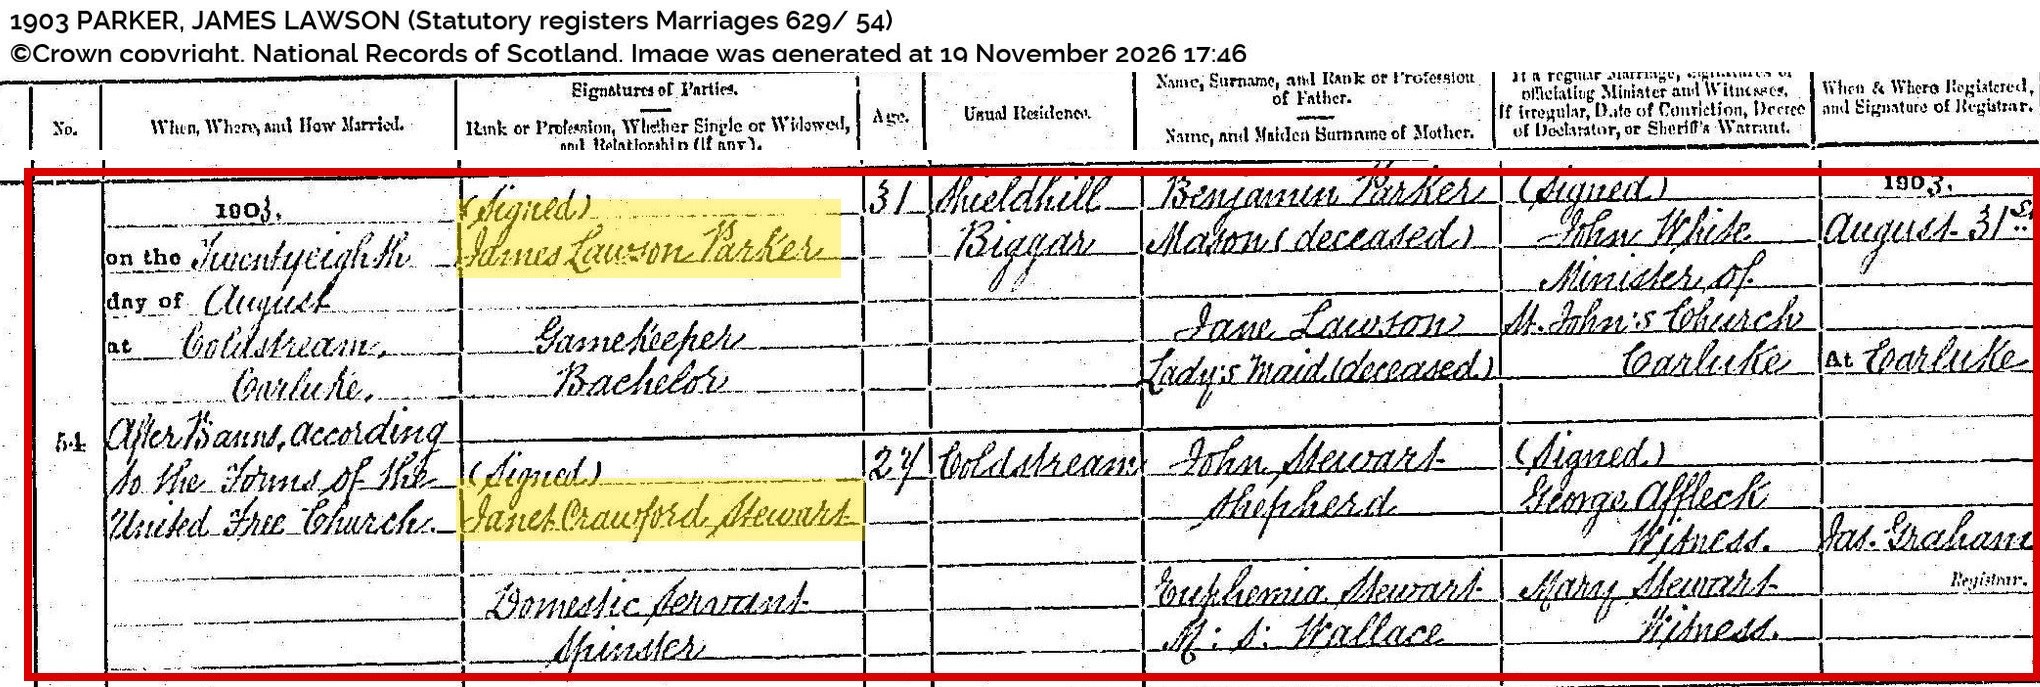 1903 PARKER, JAMES LAWSON (Statutory registers Marriages 629/ 54)
©Crown copyright. National Records of Scotland. Image was generated at 19 November 2026 17:46
No.
When, Where, and How Married.
Signatures of Parties.
Rank or Profession, Whether Single or Widowed,
and Relationship (if any).
Age.
Usual Residence.
Name, Surname, and Rank or Profession
of Father.
Name, and Maiden Surname of Mother.
If a regular Marriage, Signatures of
officiating Minister and Witnesses.
If irregular, Date of Conviction, Decree
of Declarator, or Sheriff's Warrant.
When & Where Registered,
and Signature of Registrar.
54
1903.
on the Twentyeighth
day of August
at Coldstream,
Carluke.
After Banns, according
to the Forms of the
United Free Church.
(Signed)
James Lawson Parker
Gamekeeper
Bachelor
(Signed)
Janet Crawford Stewart
Domestic Servant
Spinster
31
27
Shieldhill
Biggar
Coldstream
Benjamin Parker
Mason (deceased)
Jane Lawson
Lady's Maid (deceased)
John Stewart
Shepherd
Euphemia Stewart
M. S. Wallace
(Signed)
John White
Minister of
St. John's Church
Carluke
(Signed)
George Affleck
Witness.
Mary Stewart
Witness.
1903.
August 31st
At Carluke
Jas. Graham
Registrar.